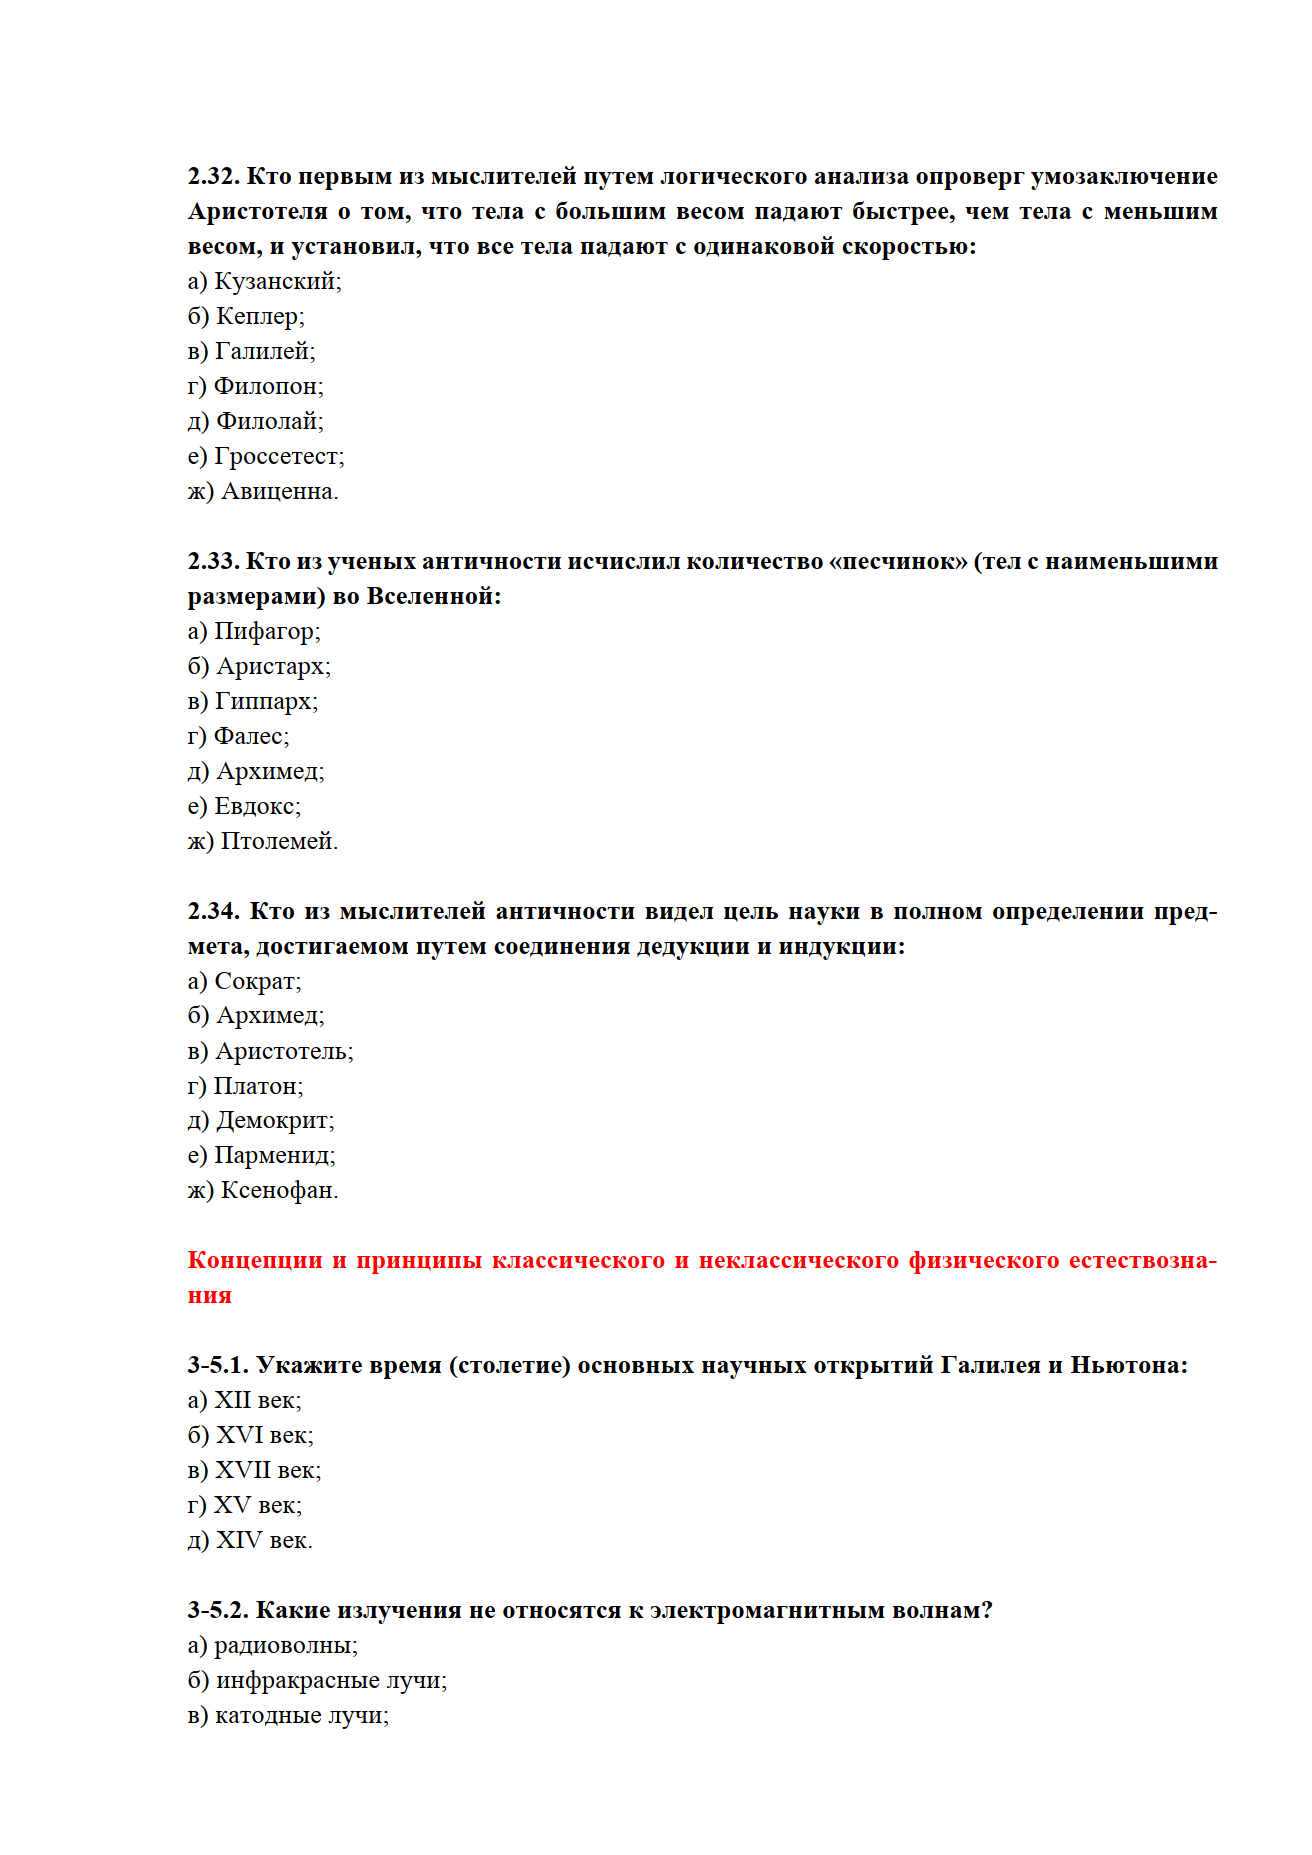 2.32. Кто первым из мыслителей путем логического анализа опроверг умозаключение
Аристотеля о том, что тела с большим весом падают быстрее, чем тела с меньшим
весом, и установил, что все тела падают с одинаковой скоростью:
а) Кузанский;
б) Кеплер;
в) Галилей;
г) Филопон;
д) Филолай;
е) Гроссетест;
ж) Авиценна.
2.33. Кто из ученых античности исчислил количество «песчинок» (тел с наименьшими
размерами) во Вселенной:
а) Пифагор;
б) Аристарх;
в) Гиппарх;
г) Фалес;
д) Архимед;
е) Евдокс;
ж) Птолемей.
2.34. Кто из мыслителей античности видел цель науки в полном определении пред-
мета, достигаемом путем соединения дедукции и индукции:
а) Сократ;
б) Архимед;
в) Аристотель;
г) Платон;
д) Демокрит;
е) Парменид;
ж) Ксенофан.
Концепции и принципы классического и неклассического физического естествозна-
ния
3-5.1. Укажите время (столетие) основных научных открытий Галилея и Ньютона:
а) XII век;
б) XVI век;
в) XVII век;
г) XV век;
д) XIV век.
3-5.2. Какие излучения не относятся к электромагнитным волнам?
а) радиоволны;
б) инфракрасные лучи;
в) катодные лучи;